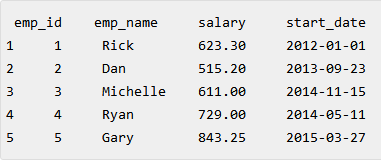 emp_id emp_name salary start_date
1 1 Rick 623.30 2012-01-01
2 2 Dan 515.20 2013-09-23
3 3 Michelle 611.00 2014-11-15
4 4 Ryan 729.00 2014-05-11
5 5 Gary 843.25 2015-03-27